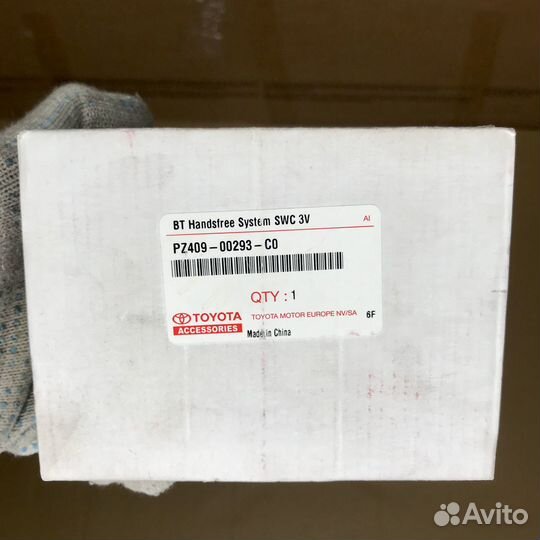 BT Handsfree System SWC 3V AI
PZ409-00293-C0
QTY : 1
TOYOTA
ACCESSORIES
TOYOTA MOTOR EUROPE NV/SA 6F
Made in China
Avito